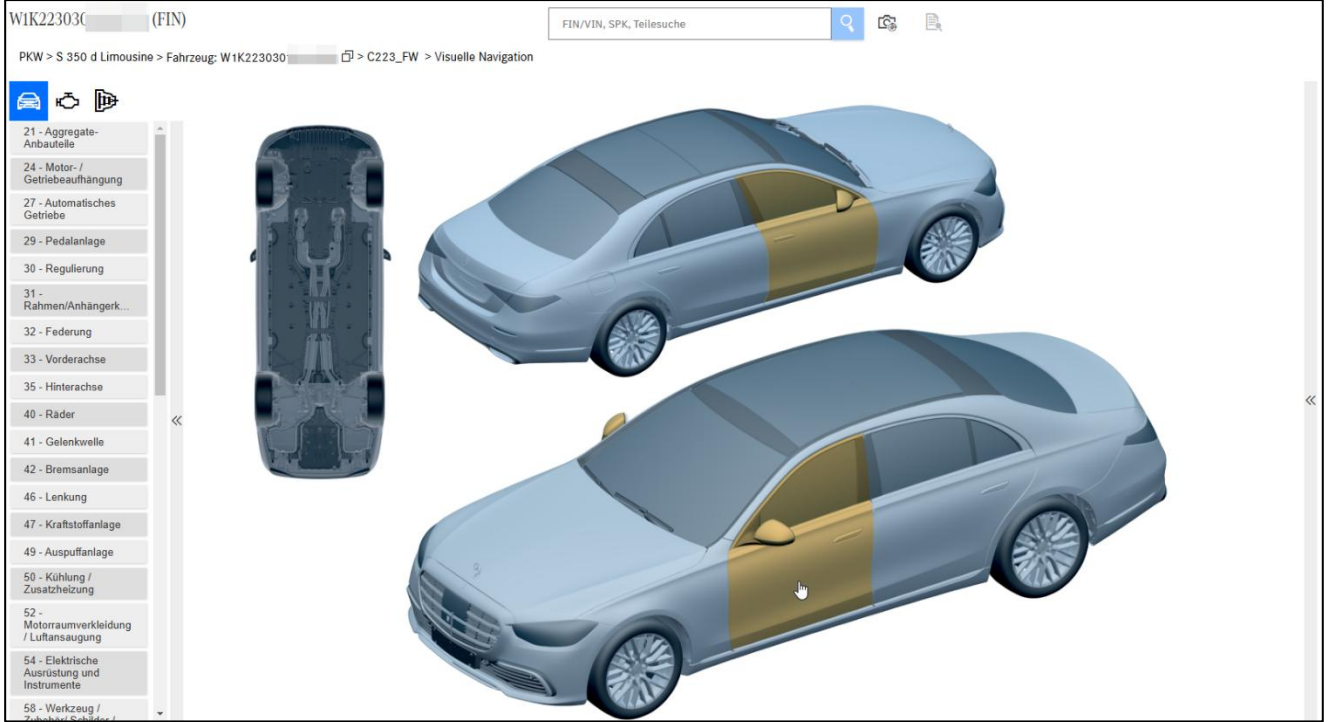 W1K223030 (FIN)
FIN/VIN, SPK, Teilesuche
PKW > S 350 d Limousine > Fahrzeug: W1K223030 > C223_FW > Visuelle Navigation
21 - Aggregate-
Anbauteile
24 - Motor- /
Getriebeaufhängung
27 - Automatisches
Getriebe
29 - Pedalanlage
30 - Regulierung
31 -
Rahmen/Anhängerk...
32 - Federung
33 - Vorderachse
35 - Hinterachse
40 - Räder
41 - Gelenkwelle
42 - Bremsanlage
46 - Lenkung
47 - Kraftstoffanlage
49 - Auspuffanlage
50 - Kühlung /
Zusatzheizung
52 -
Motorraumverkleidung
/ Luftansaugung
54 - Elektrische
Ausrüstung und
Instrumente
58 - Werkzeug /
Zubehör/ Schilder /